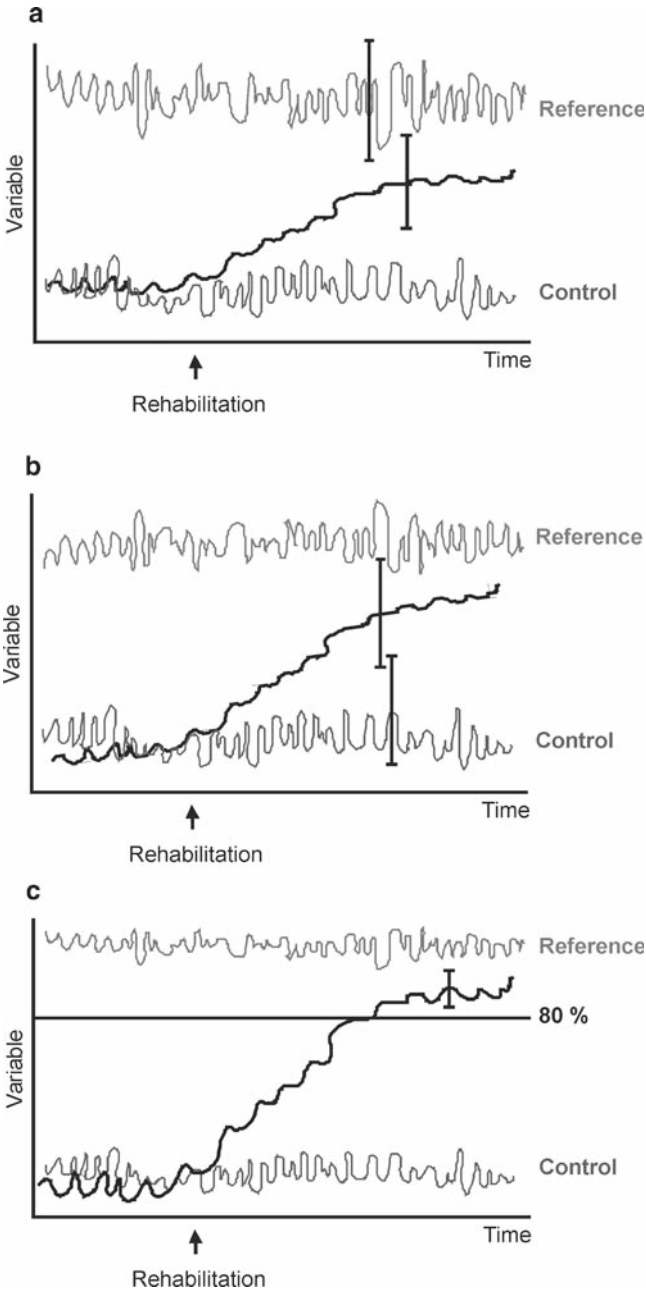 a
Reference
Variable
Control
Time
Rehabilitation
b
Reference
Variable
Control
Time
Rehabilitation
c
Reference
80 %
Variable
Control
Time
Rehabilitation